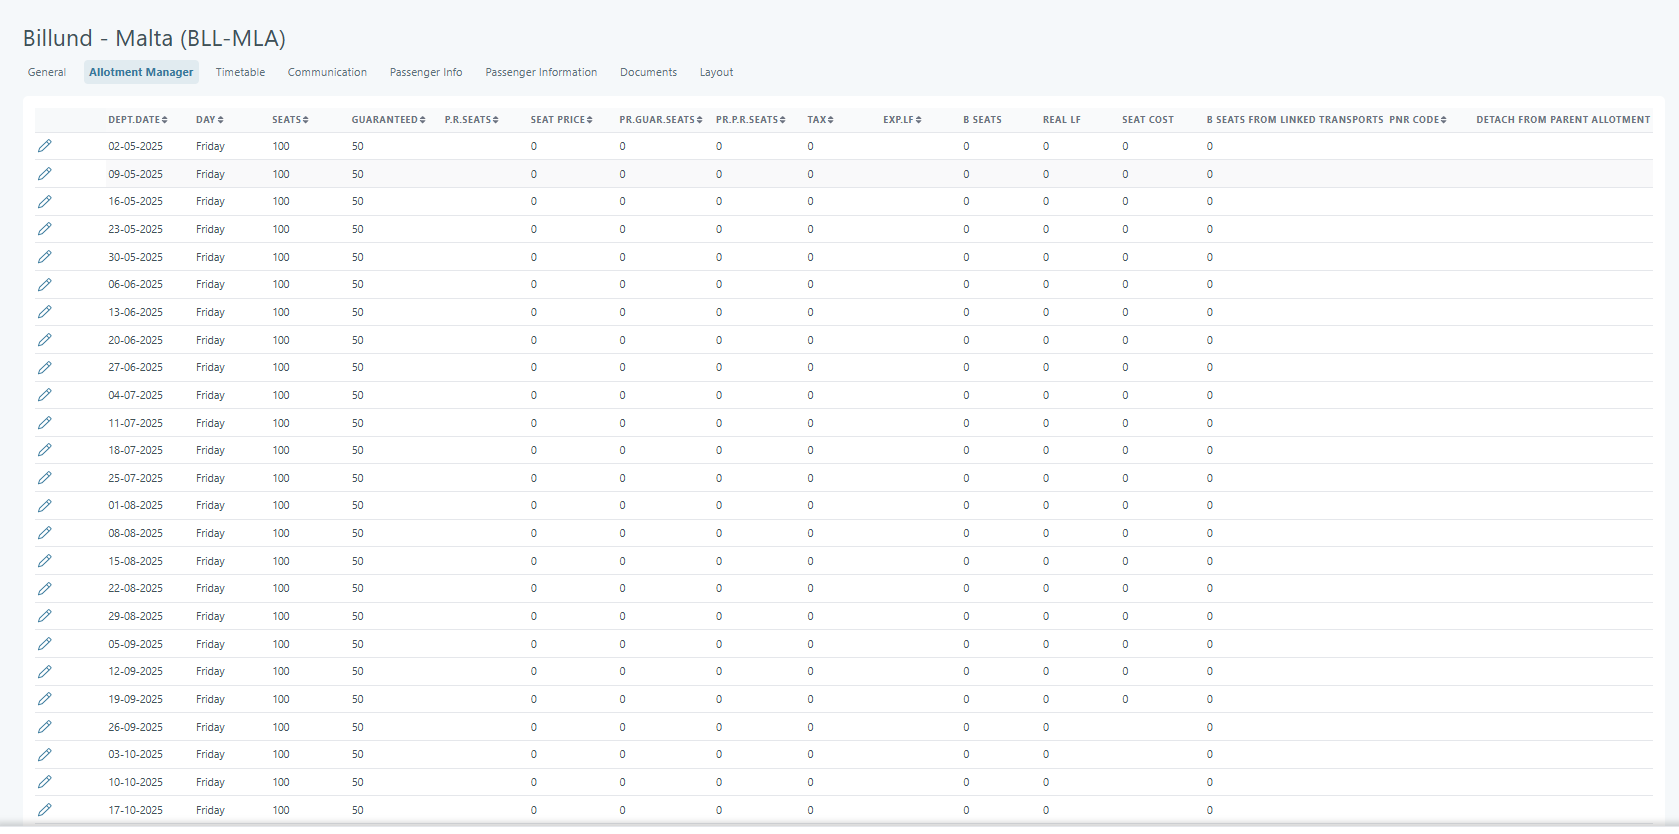 Billund - Malta (BLL-MLA)
General Allotment Manager Timetable Communication Passenger Info Passenger Information Documents Layout
DEPT.DATE DAY SEATS GUARANTEED P.R.SEATS SEAT PRICE PR.GUAR.SEATS PR.P.R.SEATS TAX EXP.LF B SEATS REAL LF SEAT COST B SEATS FROM LINKED TRANSPORTS PNR CODE DETACH FROM PARENT ALLOTMENT
02-05-2025 Friday 100 50 0 0 0 0 0 0 0 0
09-05-2025 Friday 100 50 0 0 0 0 0 0 0 0
16-05-2025 Friday 100 50 0 0 0 0 0 0 0 0
23-05-2025 Friday 100 50 0 0 0 0 0 0 0 0
30-05-2025 Friday 100 50 0 0 0 0 0 0 0 0
06-06-2025 Friday 100 50 0 0 0 0 0 0 0 0
13-06-2025 Friday 100 50 0 0 0 0 0 0 0 0
20-06-2025 Friday 100 50 0 0 0 0 0 0 0 0
27-06-2025 Friday 100 50 0 0 0 0 0 0 0 0
04-07-2025 Friday 100 50 0 0 0 0 0 0 0 0
11-07-2025 Friday 100 50 0 0 0 0 0 0 0 0
18-07-2025 Friday 100 50 0 0 0 0 0 0 0 0
25-07-2025 Friday 100 50 0 0 0 0 0 0 0 0
01-08-2025 Friday 100 50 0 0 0 0 0 0 0 0
08-08-2025 Friday 100 50 0 0 0 0 0 0 0 0
15-08-2025 Friday 100 50 0 0 0 0 0 0 0 0
22-08-2025 Friday 100 50 0 0 0 0 0 0 0 0
29-08-2025 Friday 100 50 0 0 0 0 0 0 0 0
05-09-2025 Friday 100 50 0 0 0 0 0 0 0 0
12-09-2025 Friday 100 50 0 0 0 0 0 0 0 0
19-09-2025 Friday 100 50 0 0 0 0 0 0 0 0
26-09-2025 Friday 100 50 0 0 0 0 0 0 0
03-10-2025 Friday 100 50 0 0 0 0 0 0 0
10-10-2025 Friday 100 50 0 0 0 0 0 0 0
17-10-2025 Friday 100 50 0 0 0 0 0 0 0